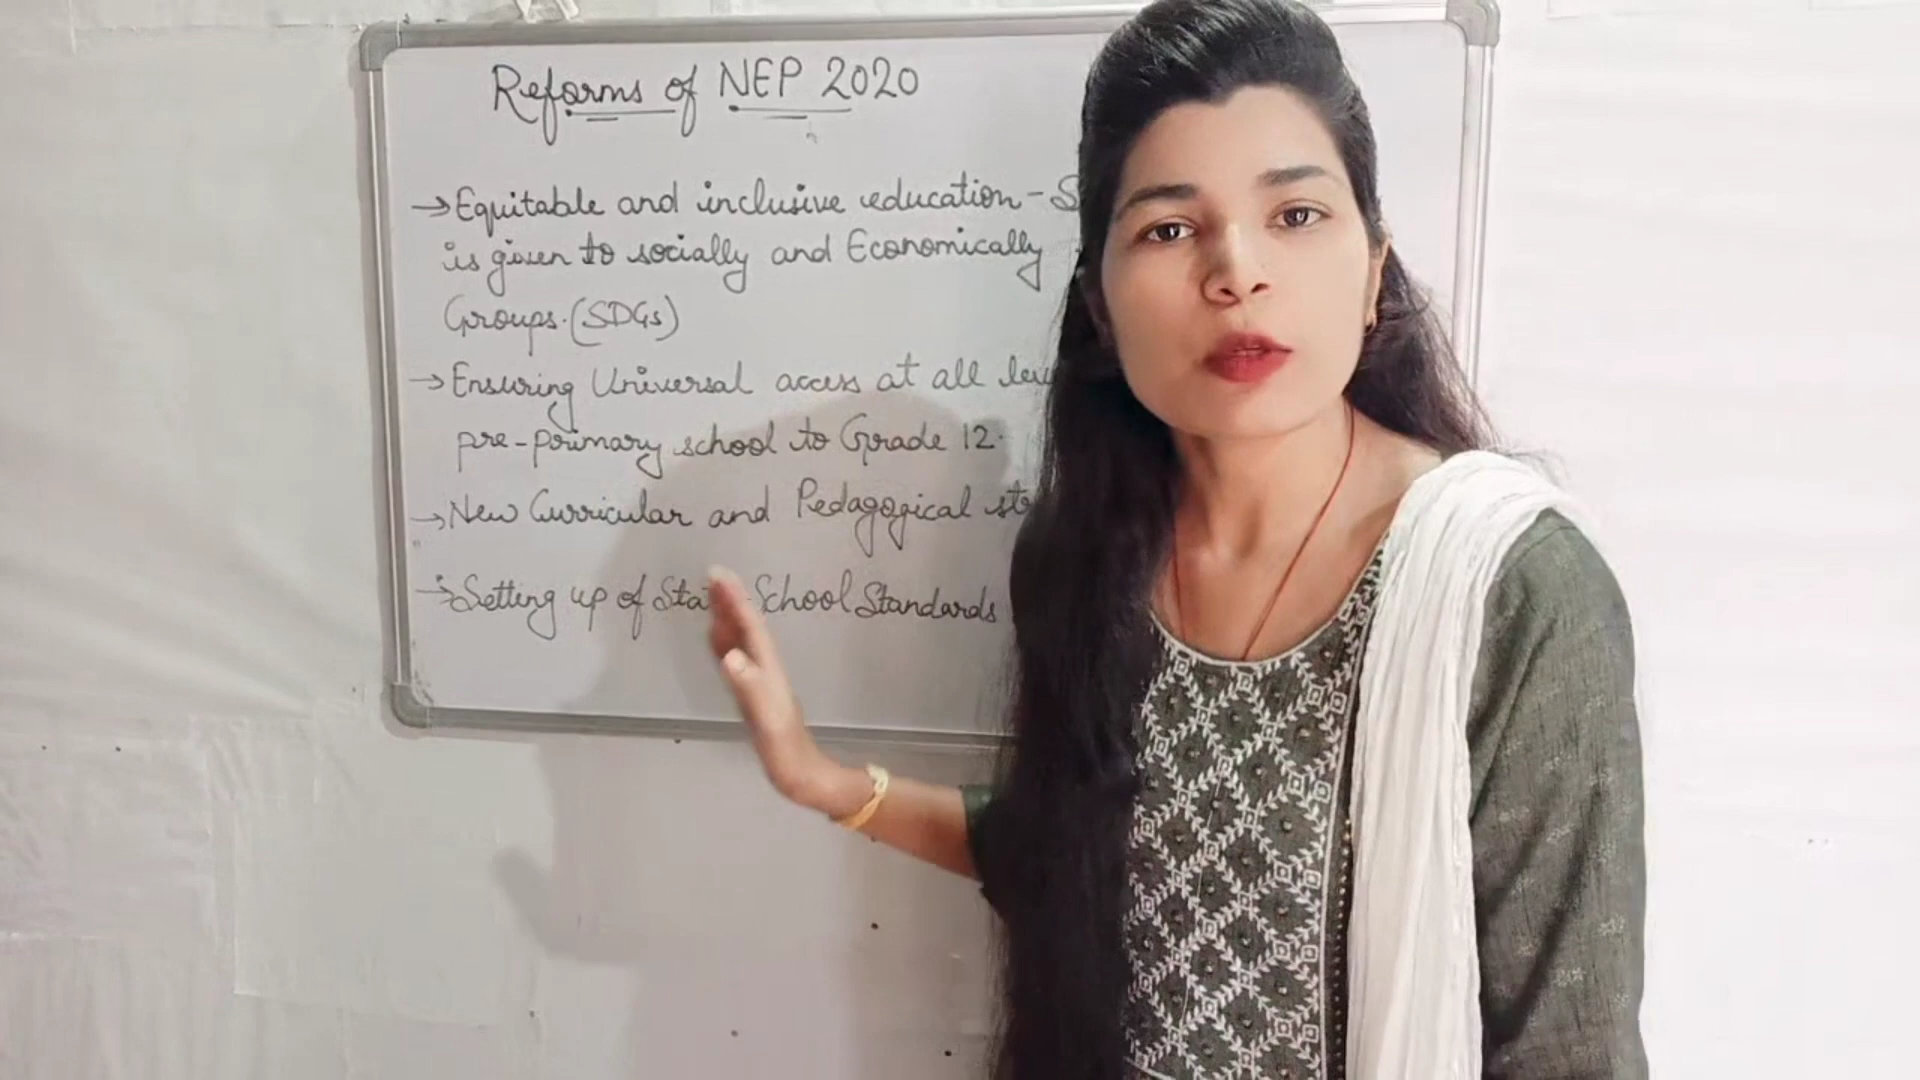 Reforms of NEP 2020
→ Equitable and inclusive education -
is given to socially and Economically
Groups. (SDGs)
→ Ensuring Universal access at all
pre-primary school to Grade 12.
→ New Curricular and Pedagogical
→ Setting up of School Standards